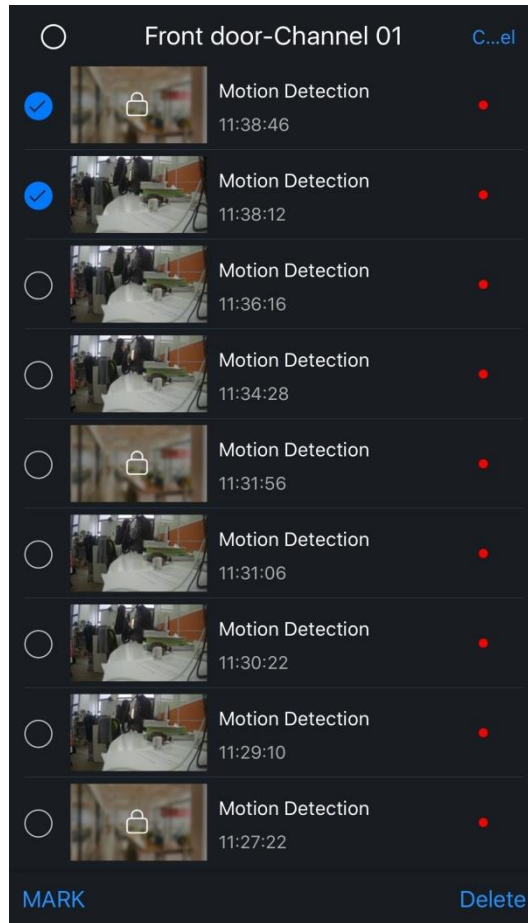 Front door-Channel 01
C...el
Motion Detection
11:38:46
Motion Detection
11:38:12
Motion Detection
11:36:16
Motion Detection
11:34:28
Motion Detection
11:31:56
Motion Detection
11:31:06
Motion Detection
11:30:22
Motion Detection
11:29:10
Motion Detection
11:27:22
MARK
Delete